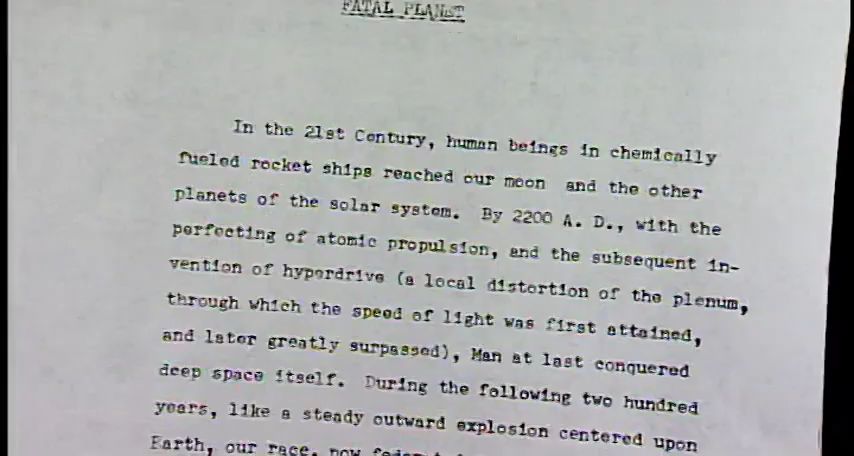 FATAL PLANET
In the 21st Century, human beings in chemically
fueled rocket ships reached our moon and the other
planets of the solar system. By 2200 A. D., with the
perfecting of atomic propulsion, and the subsequent in-
vention of hyperdrive (a local distortion of the plenum,
through which the speed of light was first attained,
and later greatly surpassed), Man at last conquered
deep space itself. During the following two hundred
years, like a steady outward explosion centered upon
Earth, our race, now